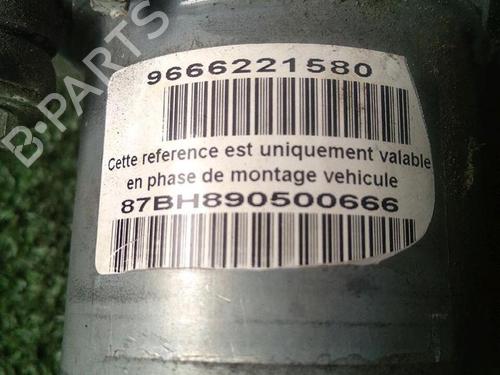 9666221580
Cette reference est uniquement valable
en phase de montage vehicule
87BH890500666
B-PARTS